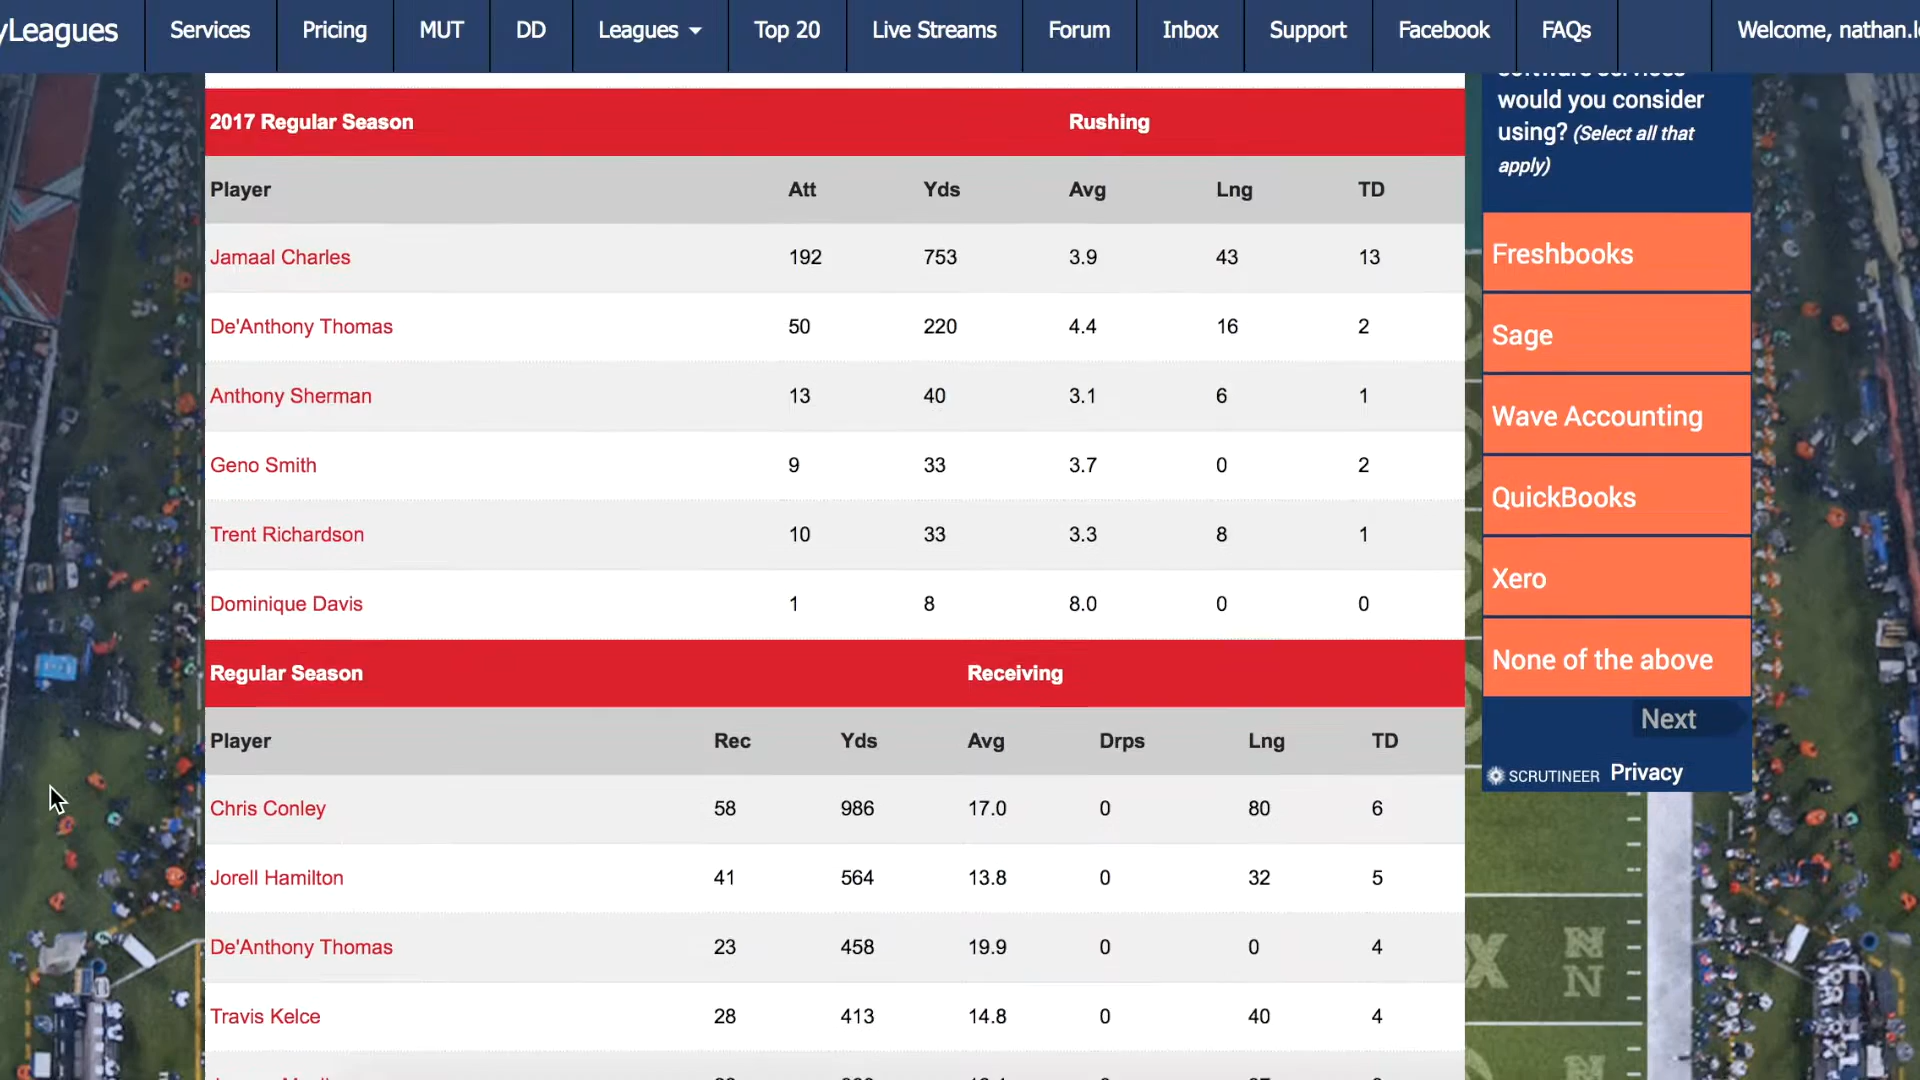 yLeagues Services Pricing MUT DD Leagues Top 20 Live Streams Forum Inbox Support Facebook FAQs Welcome, nathan.l
software services
would you consider
using? (Select all that
apply)
Freshbooks
Sage
Wave Accounting
QuickBooks
Xero
None of the above
Next
SCRUTINEER Privacy
2017 Regular Season Rushing
Player Att Yds Avg Lng TD
Jamaal Charles 192 753 3.9 43 13
De'Anthony Thomas 50 220 4.4 16 2
Anthony Sherman 13 40 3.1 6 1
Geno Smith 9 33 3.7 0 2
Trent Richardson 10 33 3.3 8 1
Dominique Davis 1 8 8.0 0 0
Regular Season Receiving
Player Rec Yds Avg Drps Lng TD
Chris Conley 58 986 17.0 0 80 6
Jorell Hamilton 41 564 13.8 0 32 5
De'Anthony Thomas 23 458 19.9 0 0 4
Travis Kelce 28 413 14.8 0 40 4